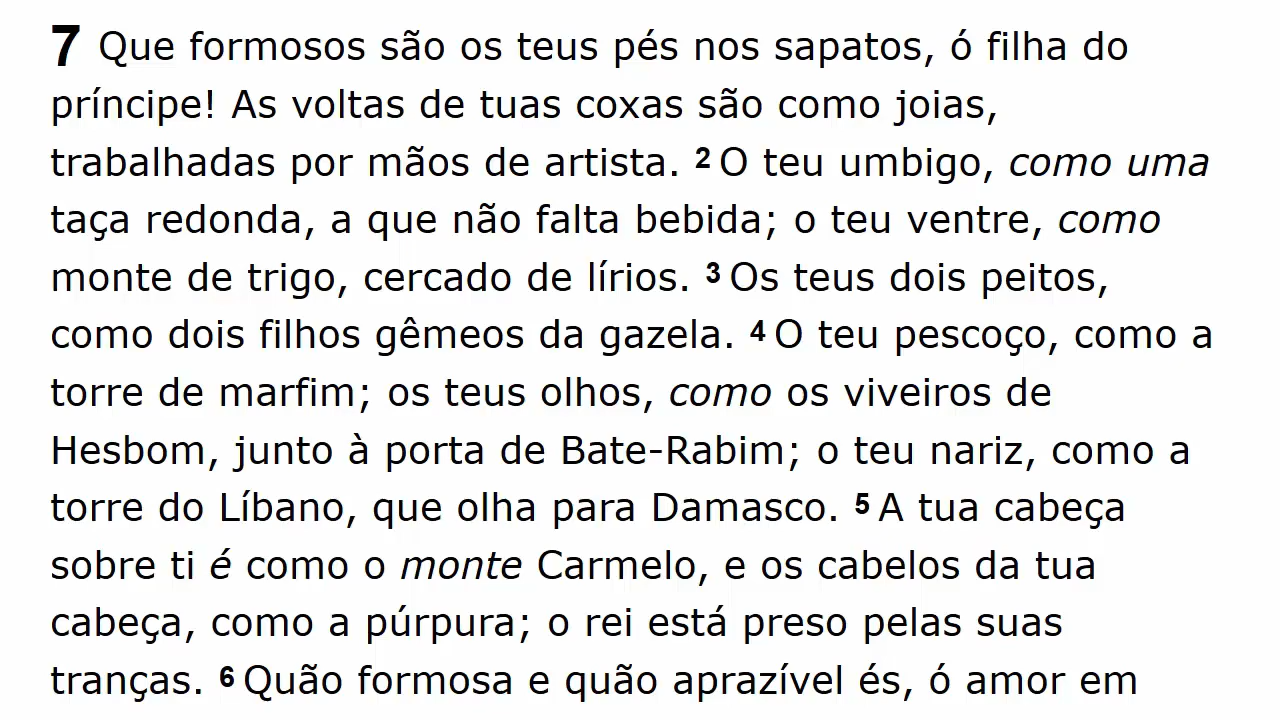 7 Que formosos são os teus pés nos sapatos, ó filha do
príncipe! As voltas de tuas coxas são como joias,
trabalhadas por mãos de artista. 2 O teu umbigo, como uma
taça redonda, a que não falta bebida; o teu ventre, como
monte de trigo, cercado de lírios. 3 Os teus dois peitos,
como dois filhos gêmeos da gazela. 4 O teu pescoço, como a
torre de marfim; os teus olhos, como os viveiros de
Hesbom, junto à porta de Bate-Rabim; o teu nariz, como a
torre do Líbano, que olha para Damasco. 5 A tua cabeça
sobre ti é como o monte Carmelo, e os cabelos da tua
cabeça, como a púrpura; o rei está preso pelas suas
tranças. 6 Quão formosa e quão aprazível és, ó amor em